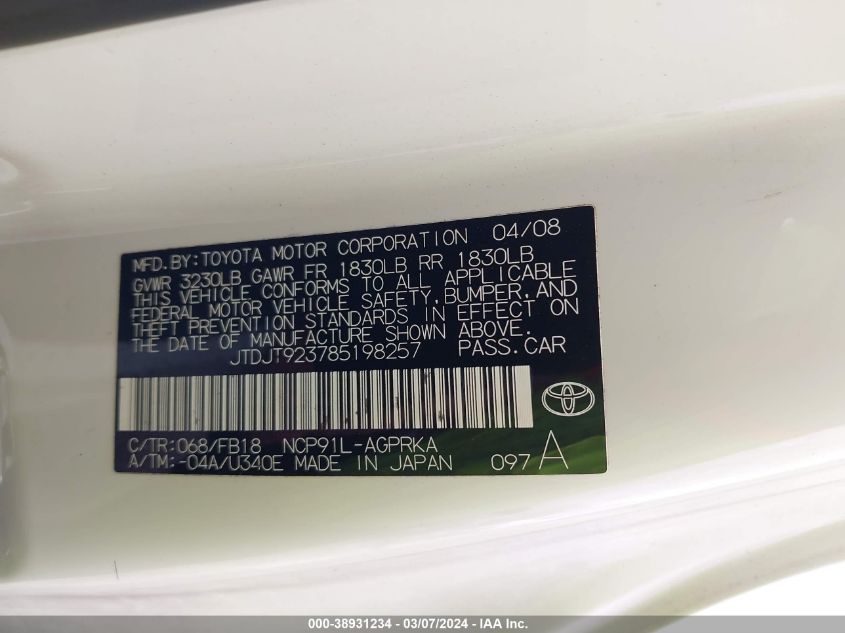 MFD.BY:TOYOTA MOTOR CORPORATION 04/08
GVWR 3230LB GAWR FR 1830LB RR 1830LB
THIS VEHICLE CONFORMS TO ALL APPLICABLE
FEDERAL MOTOR VEHICLE SAFETY,BUMPER,AND
THEFT PREVENTION STANDARDS IN EFFECT ON
THE DATE OF MANUFACTURE SHOWN ABOVE.
JTDJT923785198257 PASS.CAR
C/TR:068/FB18 NCP91L-AGPRKA
A/TM:-04A/U340E MADE IN JAPAN 097 A
000-38931234 - 03/07/2024 - IAA Inc.